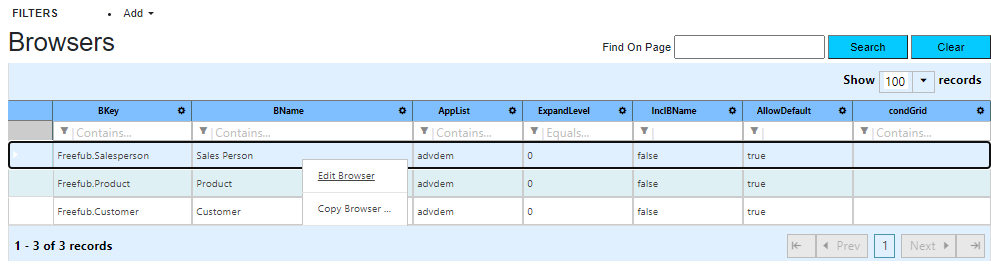 FILTERS • Add
Browsers
Find On Page Search Clear
Show 100 records
BKey BName AppList ExpandLevel InclBName AllowDefault condGrid
Contains... Contains... Contains... Equals... Contains...
Freefub.Salesperson Sales Person advdem 0 false true
Edit Browser
Freefub.Product Product advdem 0 false true
Copy Browser ...
Freefub.Customer Customer advdem 0 false true
1 - 3 of 3 records Prev 1 Next